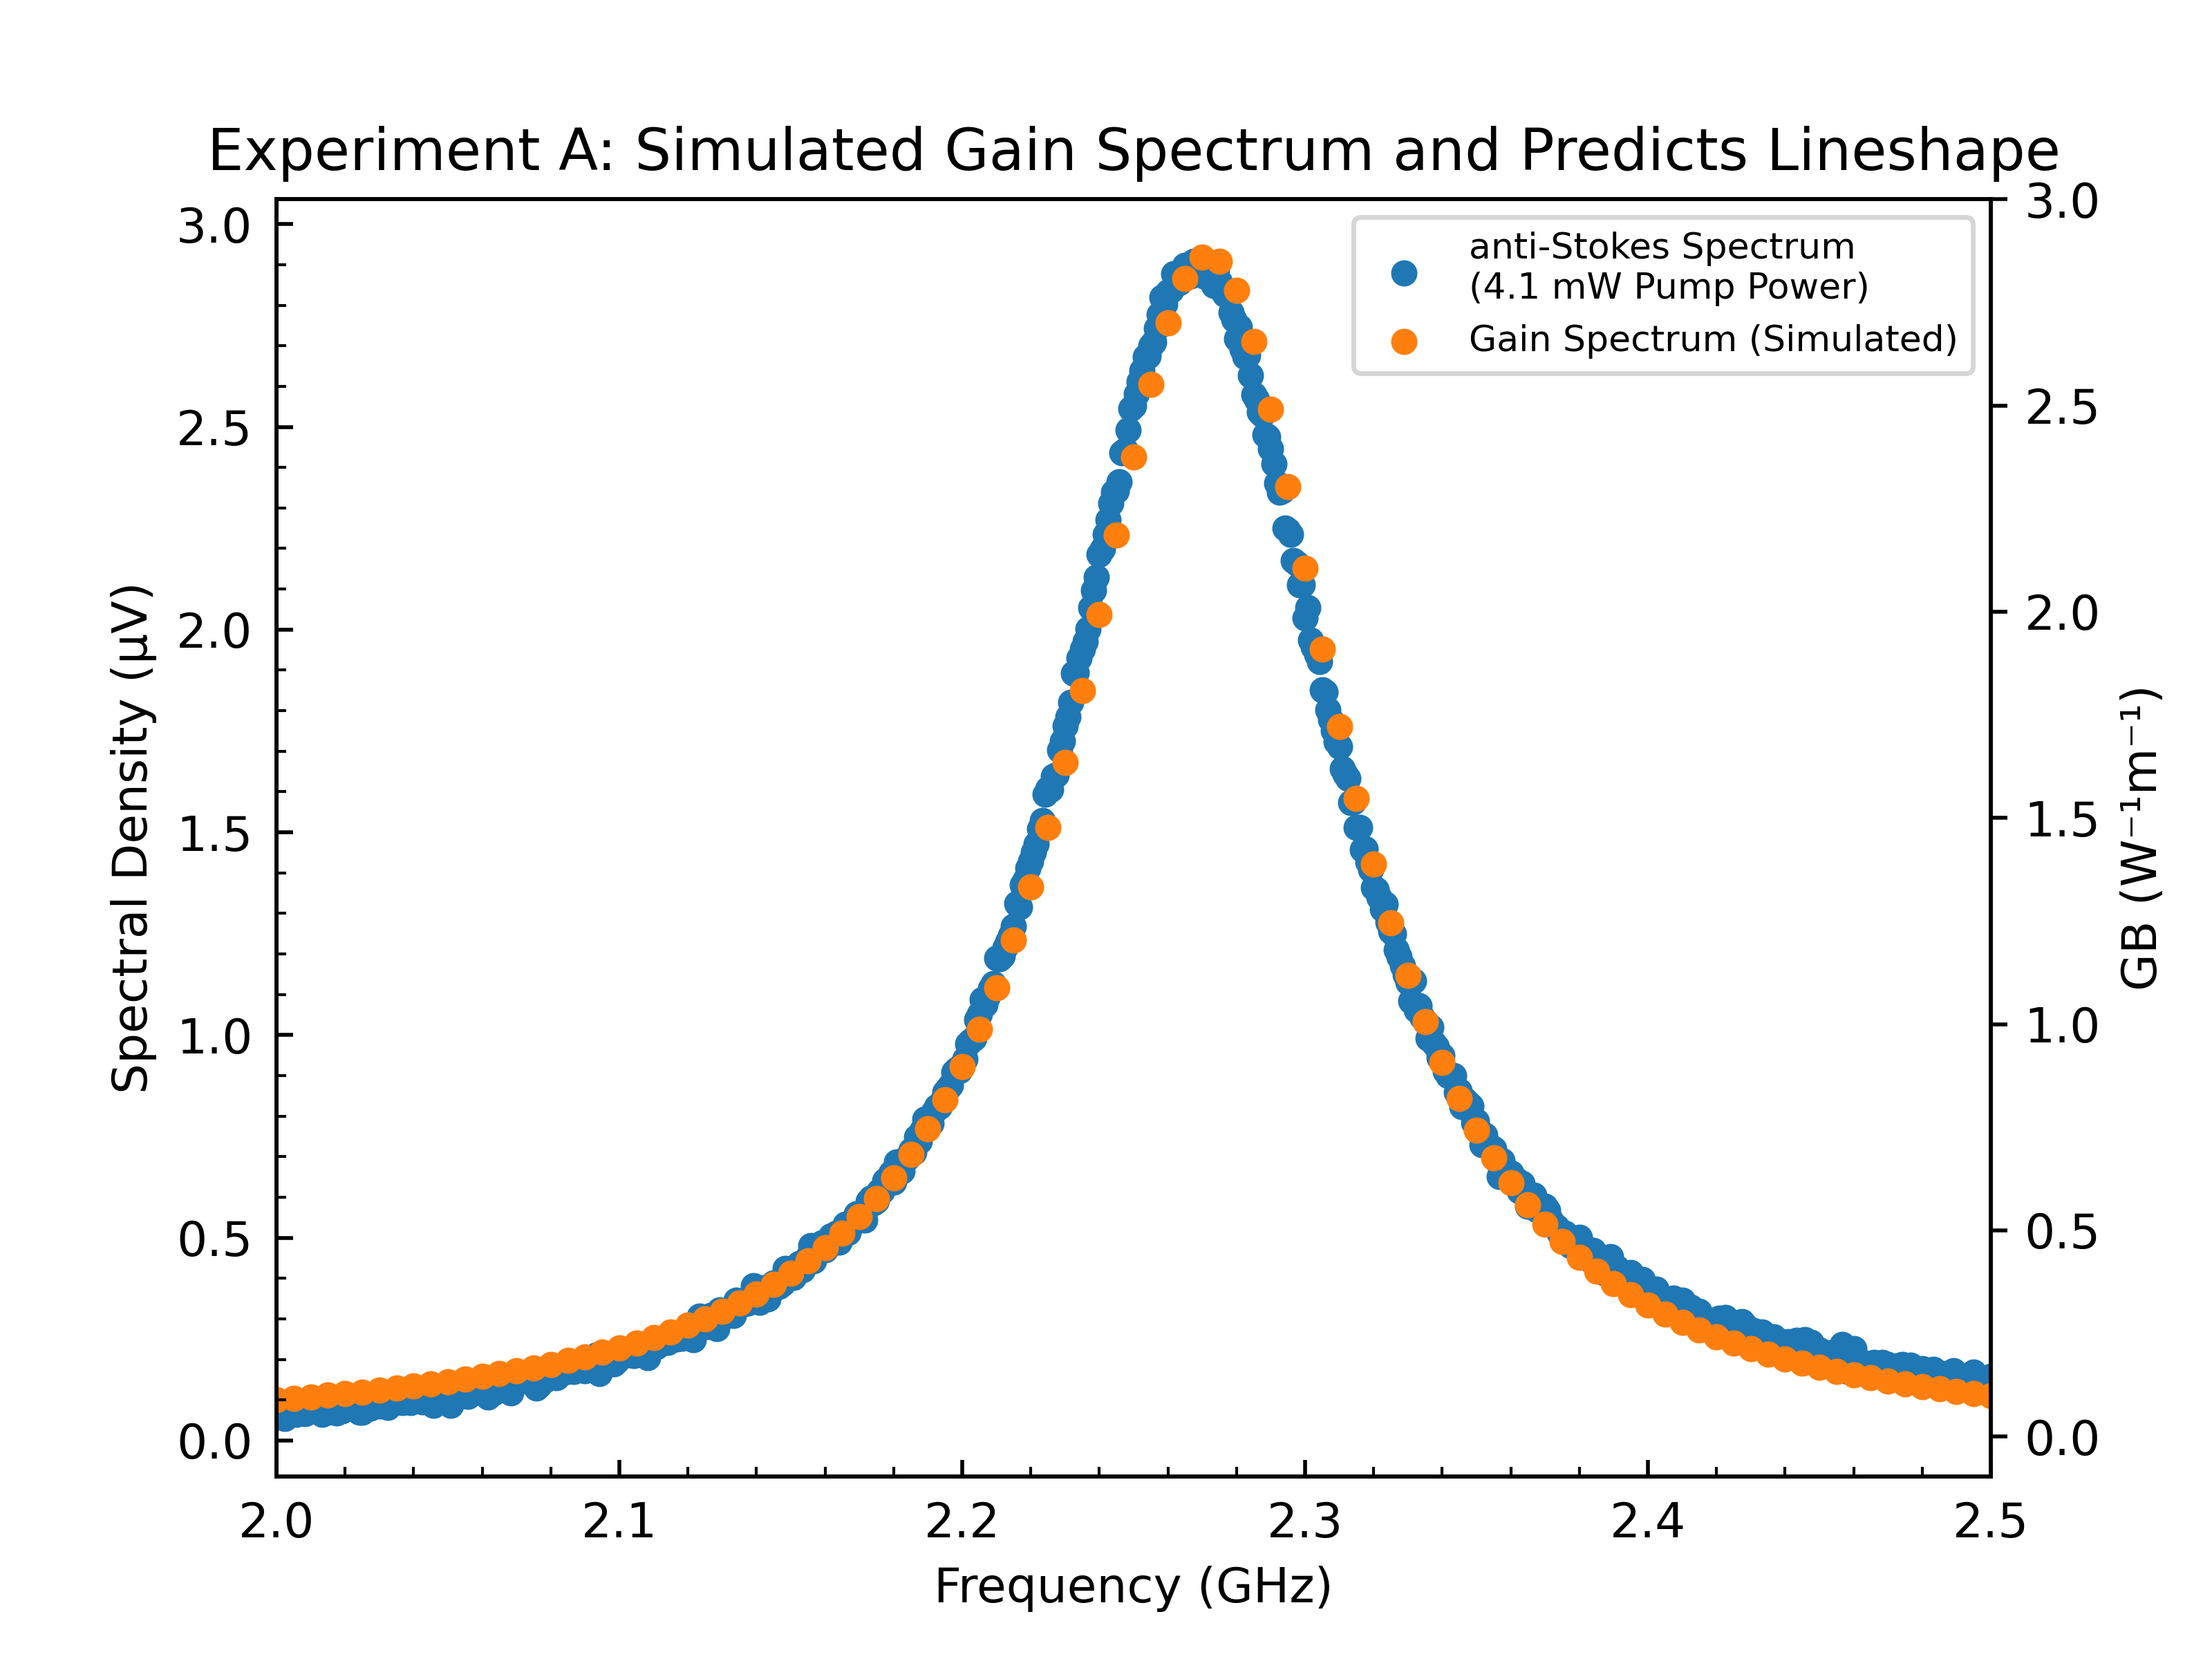 Experiment A: Simulated Gain Spectrum and Predicts Lineshape
anti-Stokes Spectrum
(4.1 mW Pump Power)
Gain Spectrum (Simulated)
Spectral Density (µV)
3.0
2.5
2.0
1.5
1.0
0.5
0.0
2.0
2.1
2.2
2.3
2.4
2.5
Frequency (GHz)
3.0
2.5
2.0
1.5
1.0
0.5
0.0
GB (W⁻¹m⁻¹)